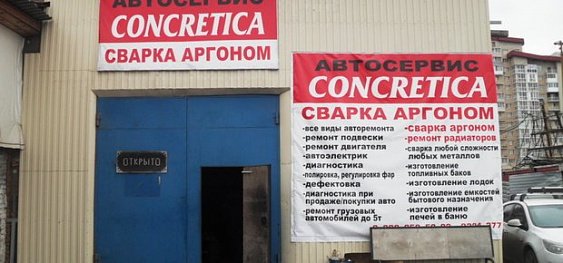 АВТОСЕРВИС
CONCRETICA
СВАРКА АРГОНОМ
ОТКРЫТО
АВТОСЕРВИС
CONCRETICA
СВАРКА АРГОНОМ
-все виды авторемонта
-ремонт подвески
-ремонт двигателя
-автоэлектрик
-диагностика
-полировка, регулировка фар
-дефектовка
-диагностика при
продаже/покупки авто
-ремонт грузовых
автомобилей до 5т
-сварка аргоном
-ремонт радиаторов
-сварка любой сложности
любых металлов
-изготовление
топливных баков
-изготовление лодок
-изготовление емкостей
бытового назначения
-изготовление
печей в баню